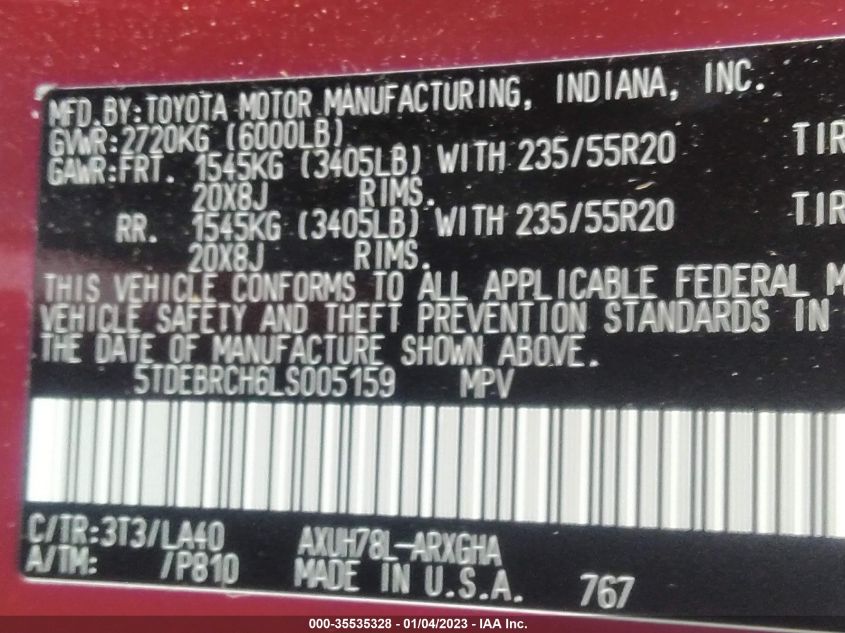 MFD.BY:TOYOTA MOTOR MANUFACTURING, INDIANA, INC.
GVWR:2720KG (6000LB)
GAWR:FRT. 1545KG (3405LB) WITH 235/55R20 TIR
20X8J RIMS.
RR. 1545KG (3405LB) WITH 235/55R20 TIR
20X8J RIMS.
THIS VEHICLE CONFORMS TO ALL APPLICABLE FEDERAL M
VEHICLE SAFETY AND THEFT PREVENTION STANDARDS IN
THE DATE OF MANUFACTURE SHOWN ABOVE.
5TDEBRCH6LS005159 MPV
C/TR:3T3/LA40 AXUH78L-ARXGHA
A/TM: /P810 MADE IN U.S.A. 767
000-35535328 - 01/04/2023 - IAA Inc.